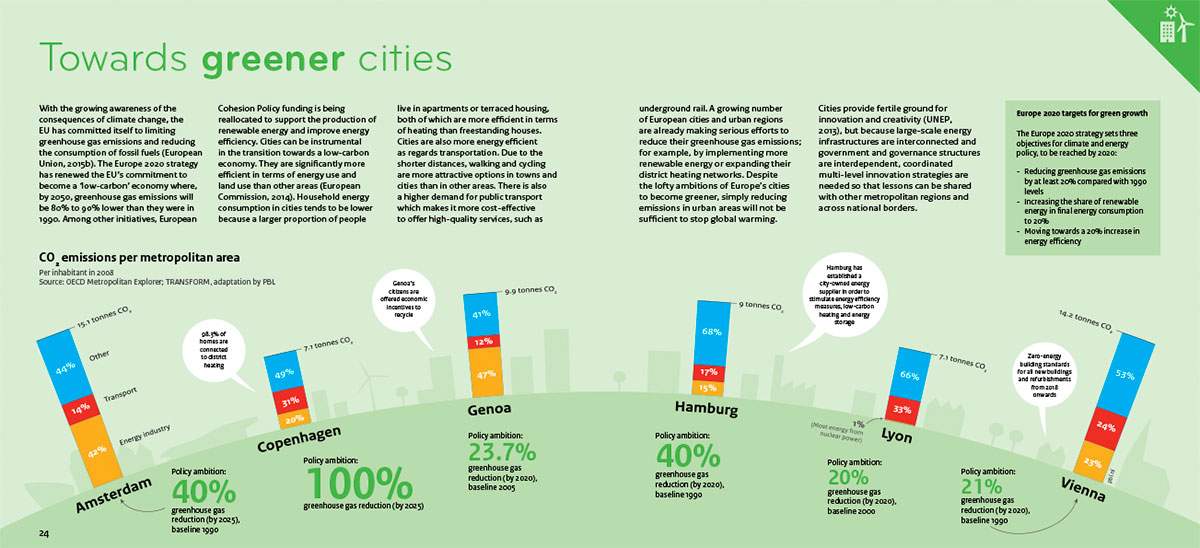 Towards greener cities
With the growing awareness of the
consequences of climate change, the
EU has committed itself to limiting
greenhouse gas emissions and reducing
the consumption of fossil fuels (European
Union, 2015b). The Europe 2020 strategy
has renewed the EU's commitment to
become a 'low-carbon' economy where,
by 2050, greenhouse gas emissions will
be 80% to 90% lower than they were in
1990. Among other initiatives, European
Cohesion Policy funding is being
reallocated to support the production of
renewable energy and improve energy
efficiency. Cities can be instrumental
in the transition towards a low-carbon
economy. They are significantly more
efficient in terms of energy use and
land use than other areas (European
Commission, 2014). Household energy
consumption in cities tends to be lower
because a larger proportion of people
live in apartments or terraced housing,
both of which are more efficient in terms
of heating than freestanding houses.
Cities are also more energy efficient
as regards transportation. Due to the
shorter distances, walking and cycling
are more attractive options in towns and
cities than in other areas. There is also
a higher demand for public transport
which makes it more cost-effective
to offer high-quality services, such as
underground rail. A growing number
of European cities and urban regions
are already making serious efforts to
reduce their greenhouse gas emissions;
for example, by implementing more
renewable energy or expanding their
district heating networks. Despite
the lofty ambitions of Europe's cities
to become greener, simply reducing
emissions in urban areas will not be
sufficient to stop global warming.
Cities provide fertile ground for
innovation and creativity (UNEP,
2013), but because large-scale energy
infrastructures are interconnected and
government and governance structures
are interdependent, coordinated
multi-level innovation strategies are
needed so that lessons can be shared
with other metropolitan regions and
across national borders.
Europe 2020 targets for green growth
The Europe 2020 strategy sets three
objectives for climate and energy
policy, to be reached by 2020:
- Reducing greenhouse gas emissions
by at least 20% compared with 1990
levels
- Increasing the share of renewable
energy in final energy consumption
to 20%
- Moving towards a 20% increase in
energy efficiency
CO₂ emissions per metropolitan area
Per inhabitant in 2008
Source: OECD Metropolitan Explorer; TRANSFORM, adaptation by PBL
15.1 tonnes CO₂
44%
Other
14%
Transport
42%
Energy industry
Amsterdam
Policy ambition:
40%
greenhouse gas
reduction (by 2025),
baseline 1990
98.3% of
homes are
connected
to district
heating
7.1 tonnes CO₂
49%
31%
20%
Copenhagen
Policy ambition:
100%
greenhouse gas reduction (by 2025)
Genoa's
citizens are
offered economic
incentives to
recycle
9.9 tonnes CO₂
41%
12%
47%
Genoa
Policy ambition:
23.7%
greenhouse gas
reduction (by 2020),
baseline 2005
9 tonnes CO₂
68%
17%
15%
Hamburg
Policy ambition:
40%
greenhouse gas
reduction (by 2020),
baseline 1990
Hamburg has
established a
city-owned energy
supplier in order to
stimulate energy efficiency
measures, low-carbon
heating and energy
storage
7.1 tonnes CO₂
66%
33%
1%
(Most energy from
nuclear power)
Lyon
Policy ambition:
20%
greenhouse gas
reduction (by 2020),
baseline 2000
Zero-energy
building standards
for all new buildings
and refurbishments
from 2018
onwards
14.2 tonnes CO₂
53%
24%
23%
pbl.nl
Vienna
Policy ambition:
21%
greenhouse gas
reduction (by 2020),
baseline 1990
24